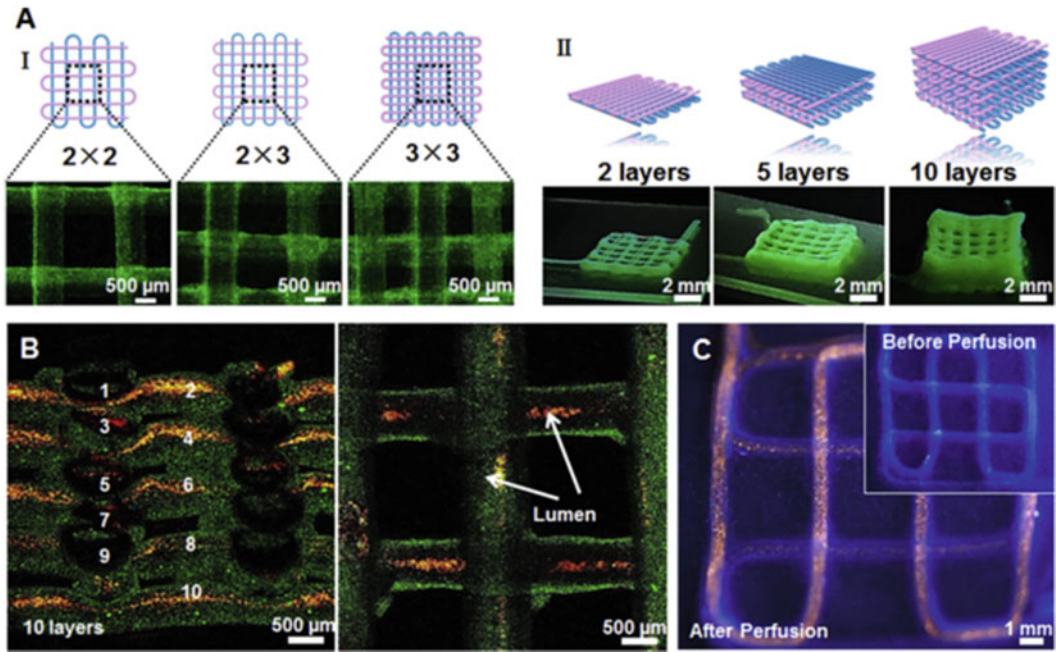 A
I
II
2×2
2×3
3×3
2 layers
5 layers
10 layers
500 μm
500 μm
500 μm
2 mm
2 mm
2 mm
B
1
2
3
4
5
6
7
8
9
10
10 layers
500 μm
Lumen
500 μm
C
Before Perfusion
After Perfusion
1 mm